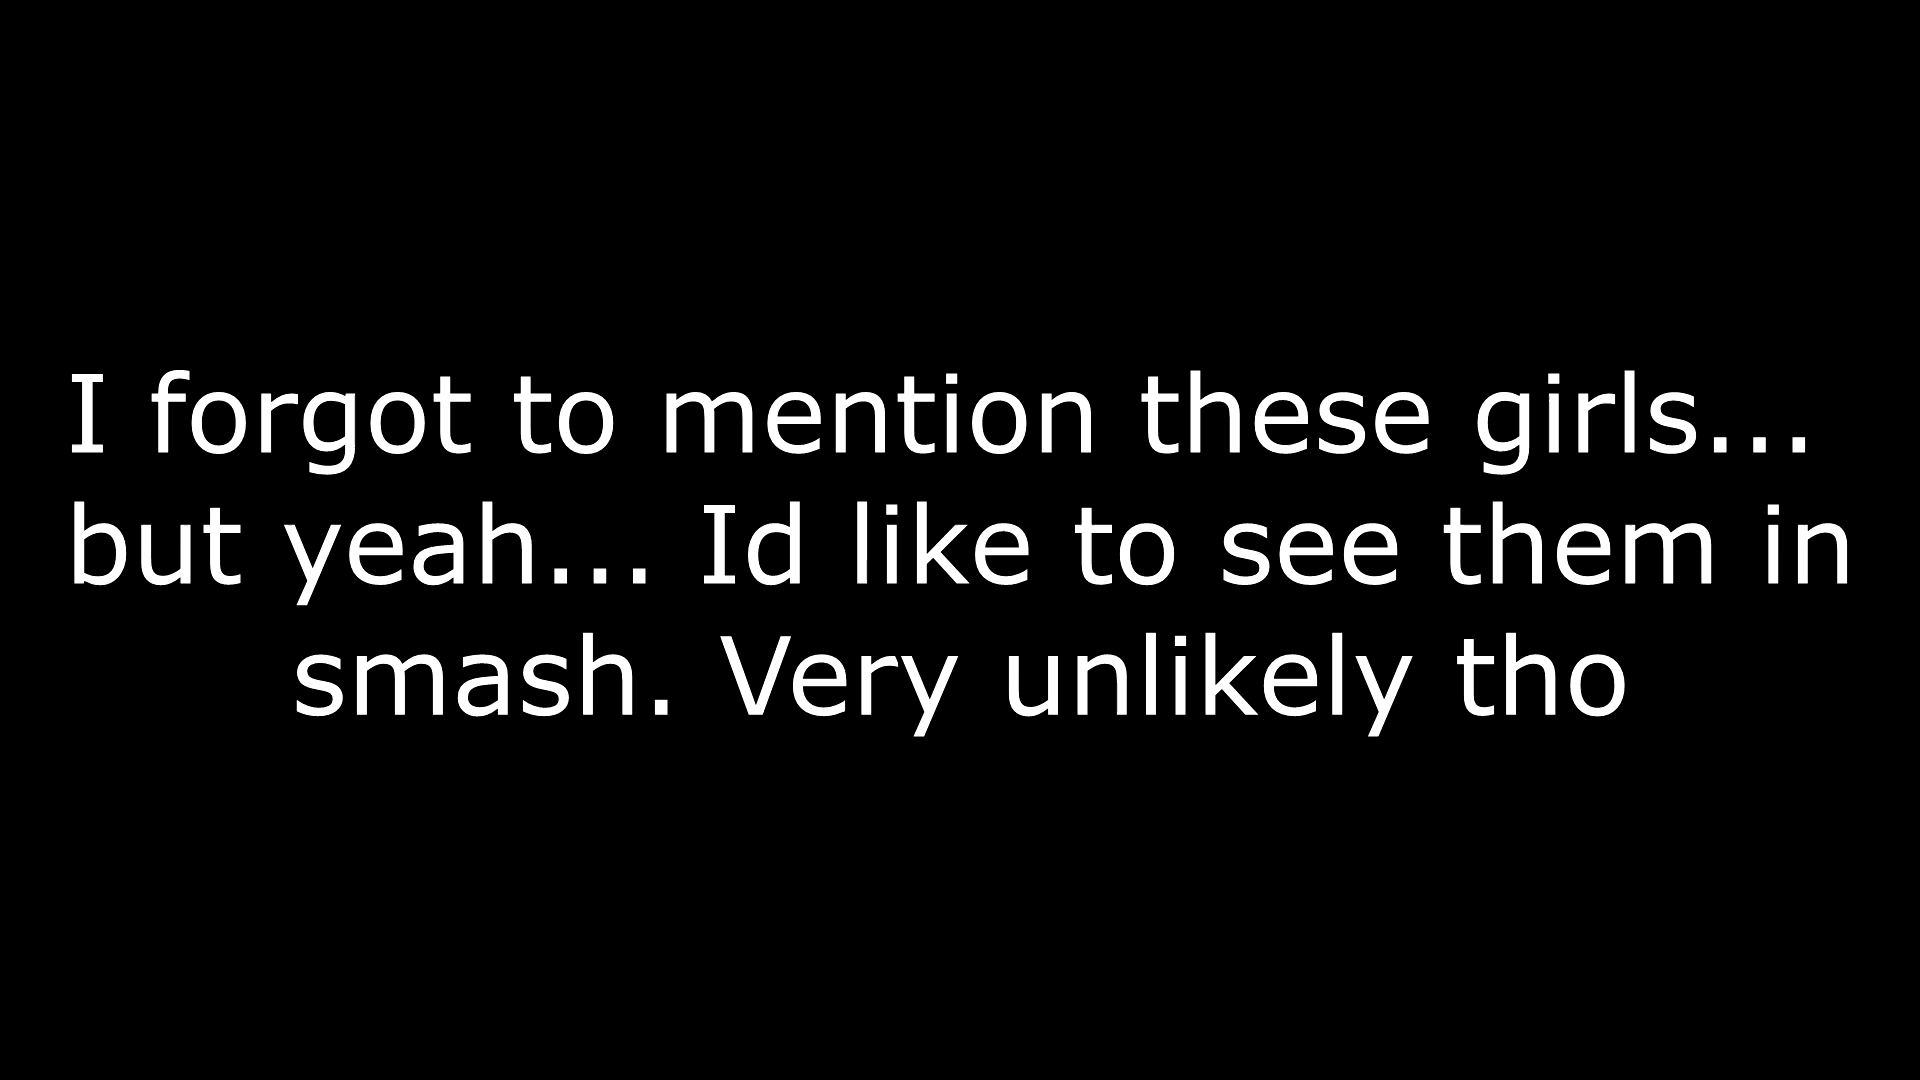 I forgot to mention these girls...
but yeah... Id like to see them in
smash. Very unlikely tho